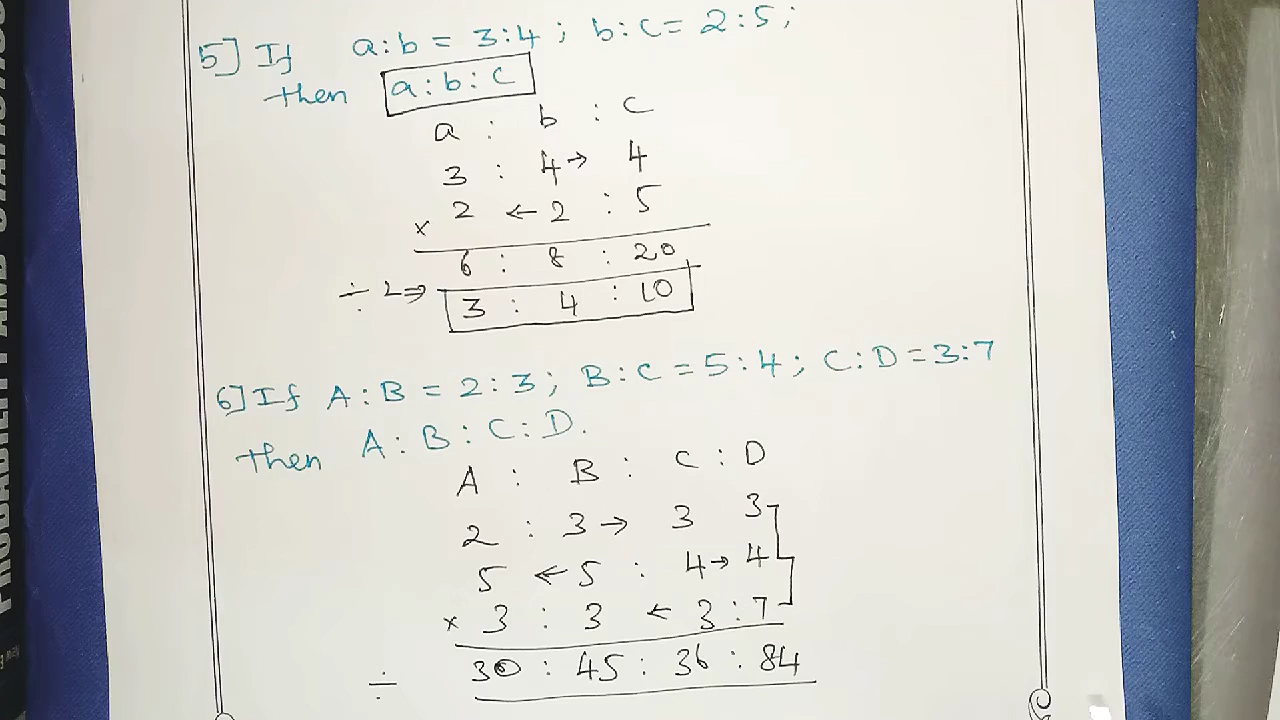 5] If a:b = 3:4 ; b:c = 2:5 ;
then a:b:c
a : b : c
3 : 4 → 4
× 2 ← 2 : 5
6 : 8 : 20
÷ 2 ⇒ 3 : 4 : 10
6] If A:B = 2:3 ; B:C = 5:4 ; C:D = 3:7
then A : B : C : D.
A : B : C : D
2 : 3 → 3 3
5 ← 5 : 4 → 4
× 3 : 3 ← 3 : 7
÷ 30 : 45 : 36 : 84